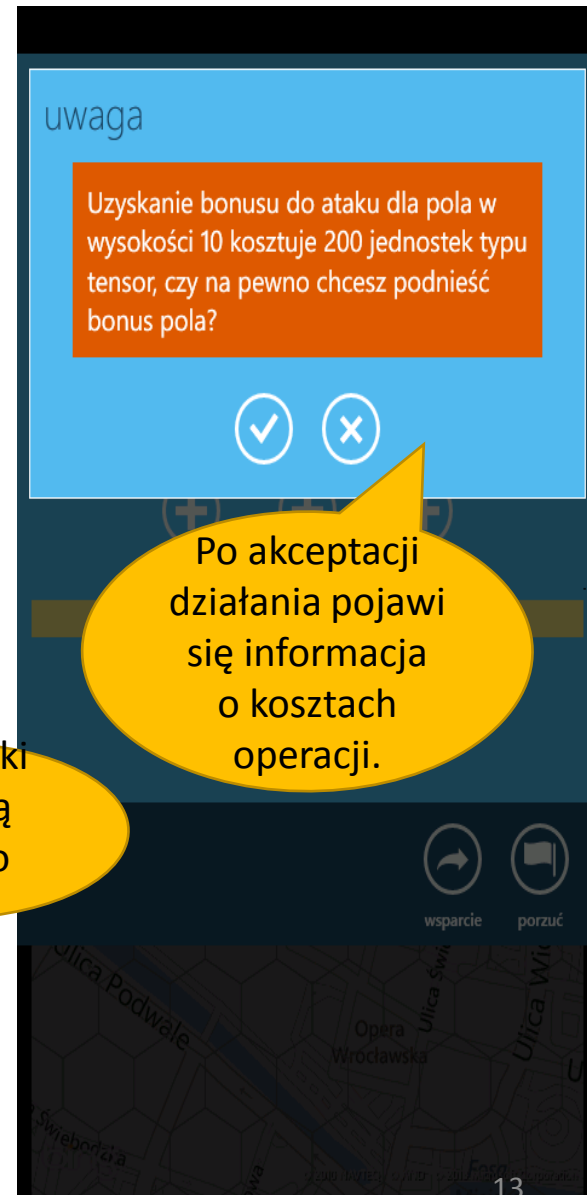 uwaga
Uzyskanie bonusu do ataku dla pola w
wysokości 10 kosztuje 200 jednostek typu
tensor, czy na pewno chcesz podnieść
bonus pola?
Po akceptacji
działania pojawi
się informacja
o kosztach
operacji.
ki
ą
o
wsparcie porzuć
Ulica Podwale
Opera
Wrocławska
13